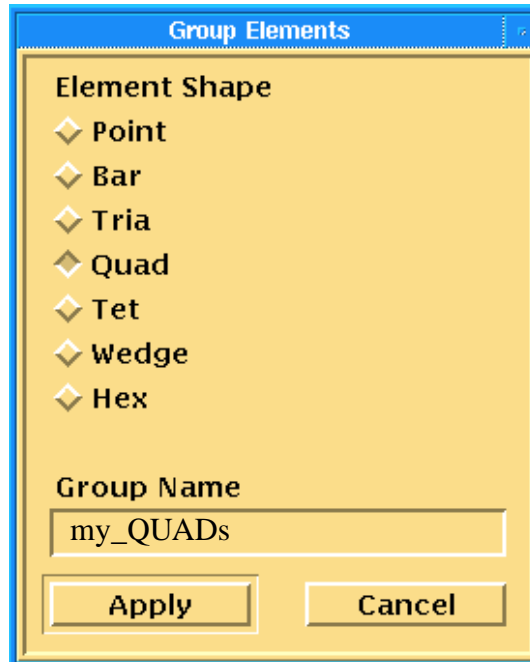 Group Elements
Element Shape
Point
Bar
Tria
Quad
Tet
Wedge
Hex
Group Name
my_QUADs
Apply Cancel